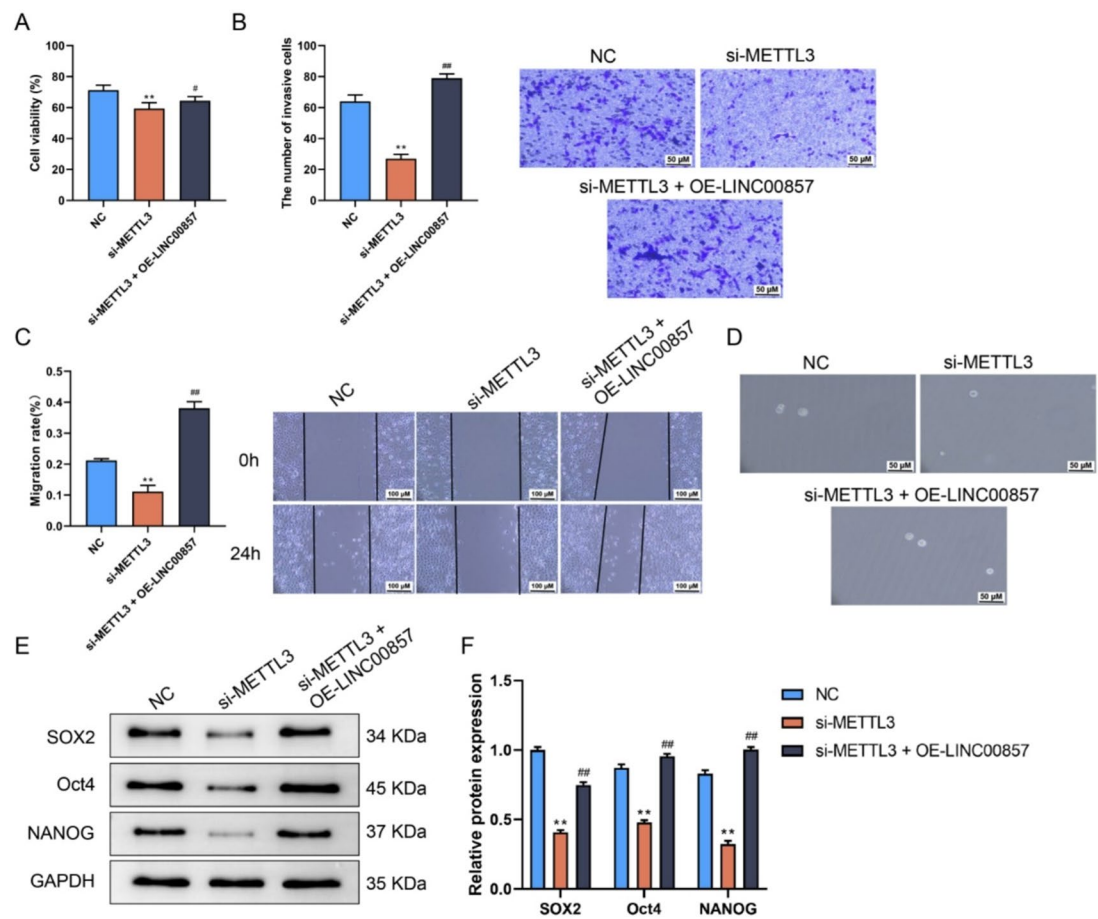 A
Cell viability (%)
100
80
60
40
20
0
**
#
NC
si-METTL3
si-METTL3 + OE-LINC00857
B
The number of invasive cells
100
80
60
40
20
0
**
##
NC
si-METTL3
si-METTL3 + OE-LINC00857
NC
si-METTL3
50 μM
50 μM
si-METTL3 + OE-LINC00857
50 μM
C
Migration rate(%)
0.5
0.4
0.3
0.2
0.1
0.0
**
##
NC
si-METTL3
si-METTL3 + OE-LINC00857
NC
si-METTL3
si-METTL3 +
OE-LINC00857
0h
100 μM
100 μM
100 μM
24h
100 μM
100 μM
100 μM
D
NC
si-METTL3
50 μM
50 μM
si-METTL3 + OE-LINC00857
50 μM
E
NC
si-METTL3
si-METTL3 +
OE-LINC00857
SOX2
34 KDa
Oct4
45 KDa
NANOG
37 KDa
GAPDH
35 KDa
F
Relative protein expression
1.5
1.0
0.5
0.0
**
##
**
##
**
##
SOX2
Oct4
NANOG
NC
si-METTL3
si-METTL3 + OE-LINC00857